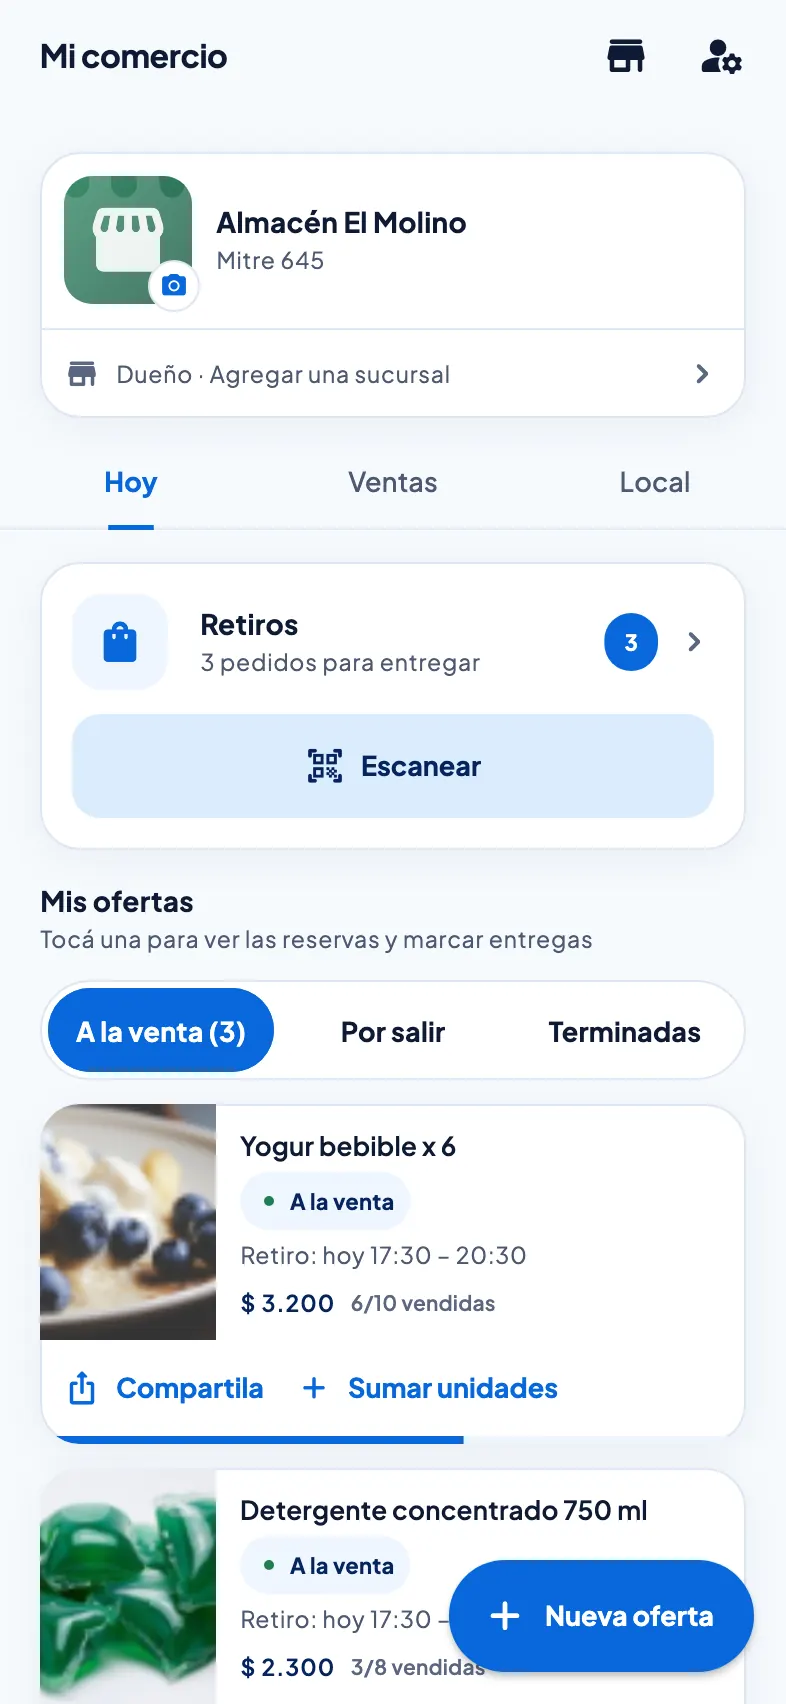 Mi comercio
Almacén El Molino
Mitre 645
Dueño · Agregar una sucursal
Hoy
Ventas
Local
Retiros
3 pedidos para entregar
3
Escanear
Mis ofertas
Tocá una para ver las reservas y marcar entregas
A la venta (3)
Por salir
Terminadas
Yogur bebible x 6
A la venta
Retiro: hoy 17:30 – 20:30
$ 3.200 6/10 vendidas
Compartila
Sumar unidades
Detergente concentrado 750 ml
A la venta
Retiro: hoy 17:30 –
$ 2.300 3/8 vendidas
Nueva oferta